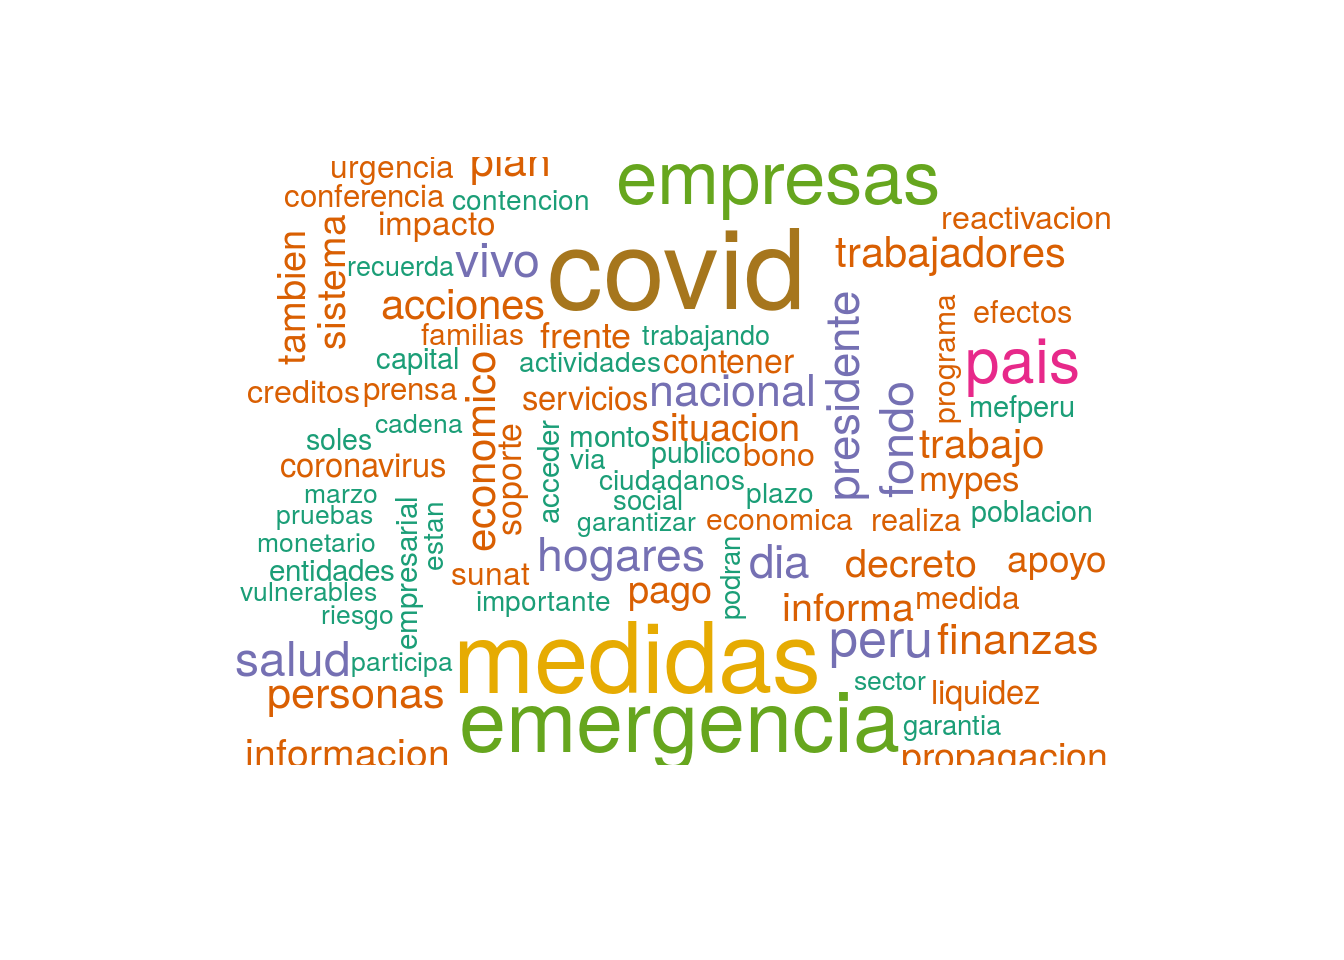 urgencia
plan
empresas
conferencia
contencion
impacto
reactivacion
tambien
sistema
recuerda
vivo
covid
trabajadores
acciones
familias
frente
trabajando
presidente
programa
efectos
capital
economico
actividades
contener
pais
creditos
prensa
servicios
nacional
fondo
mefperu
cadena
soles
soporte
acceder
monto
situacion
trabajo
coronavirus
via
publico
bono
mypes
marzo
ciudadanos
social
plazo
pruebas
empresarial
estan
garantizar
economica
realiza
poblacion
monetario
entidades
sunat
hogares
podran
dia
decreto
apoyo
vulnerables
importante
pago
informa
medida
riesgo
salud
participa
medidas
peru
finanzas
personas
sector
liquidez
emergencia
garantia
informacion
propagacion